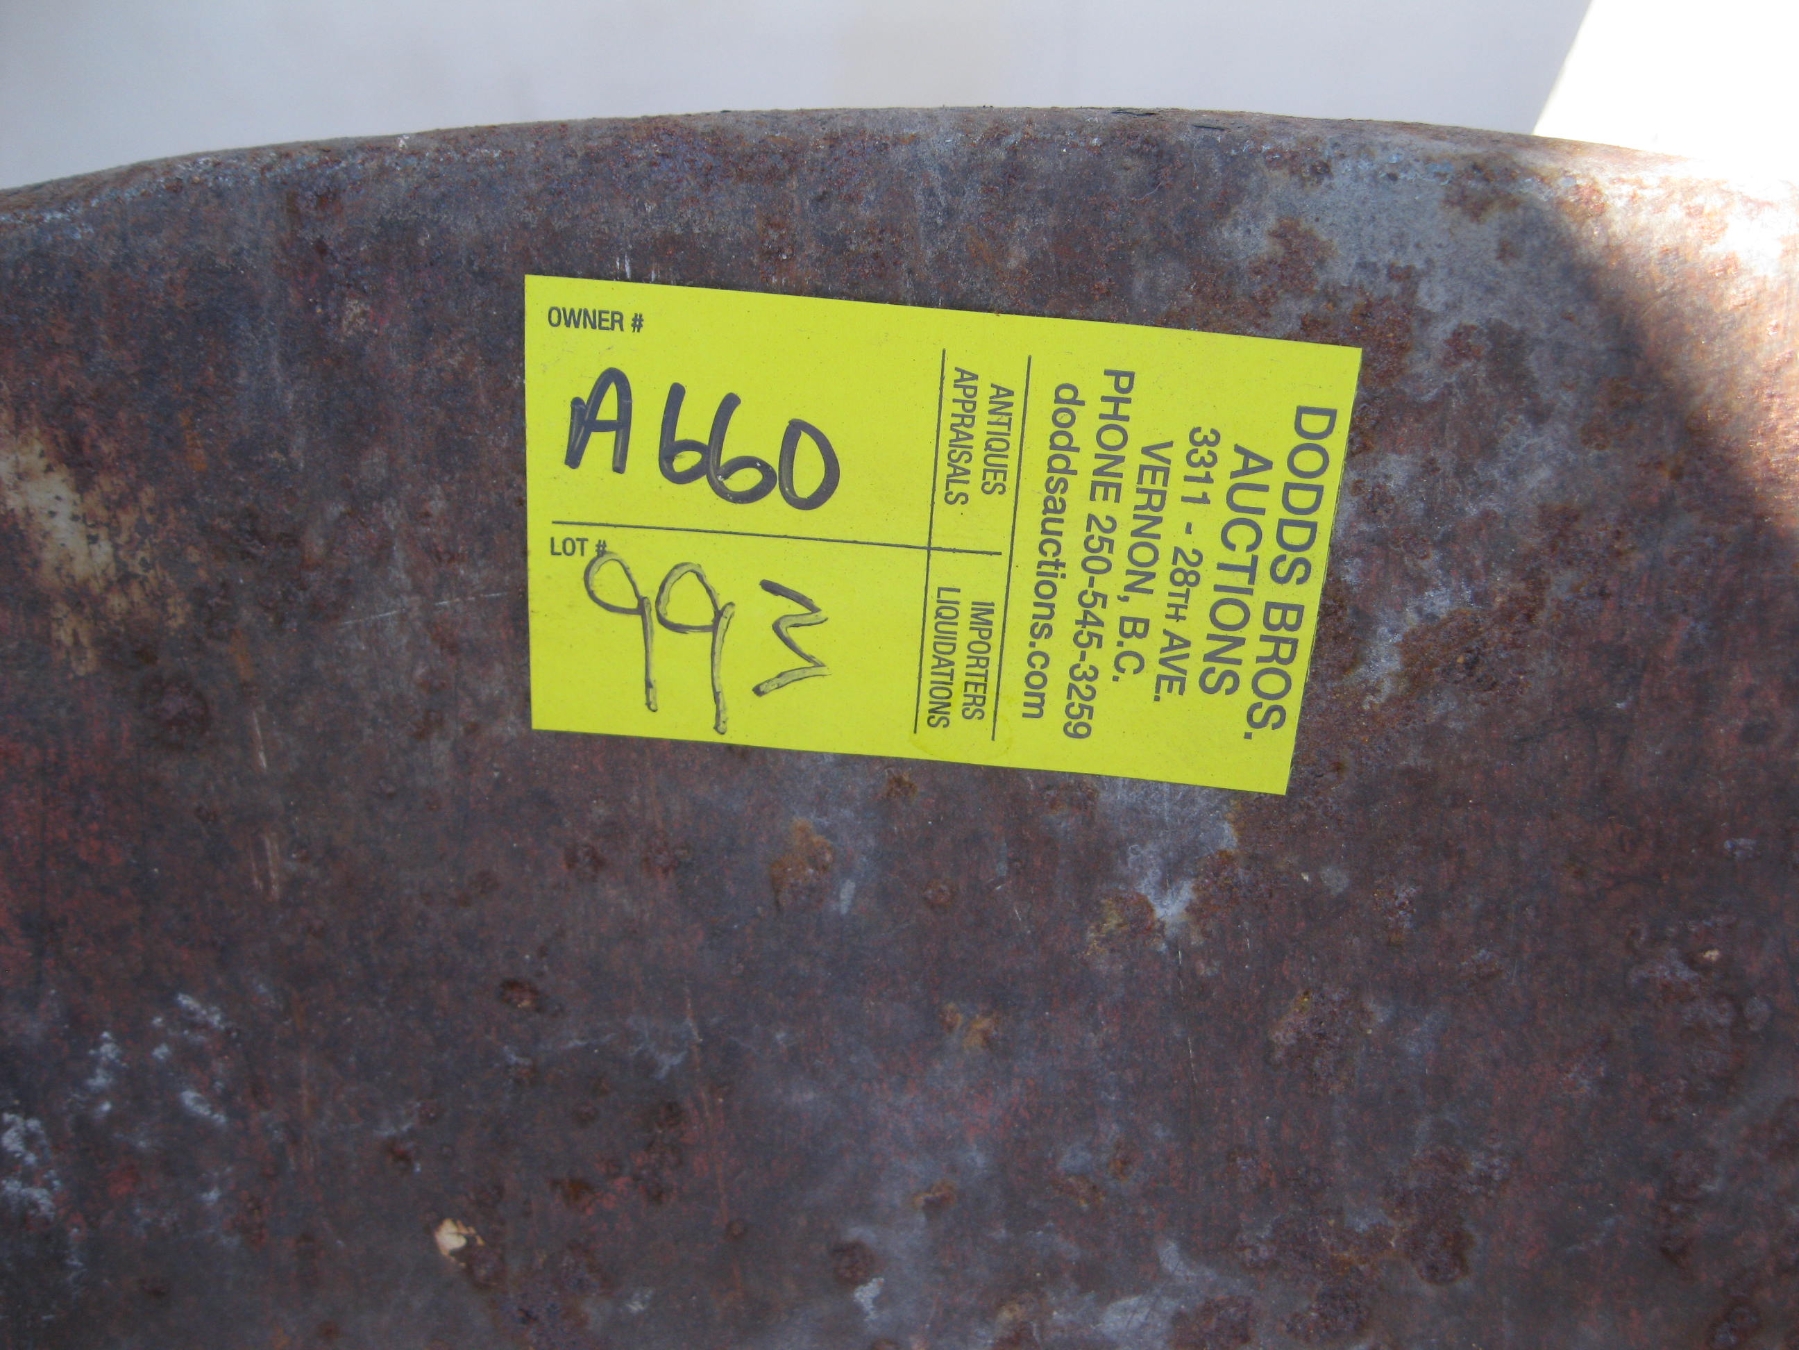 OWNER #
A660
LOT #
993
ANTIQUES
APPRAISALS
IMPORTERS
LIQUIDATIONS
DODDS BROS.
AUCTIONS
3311 - 28TH AVE.
VERNON, B.C.
PHONE 250-545-3259
doddsauctions.com